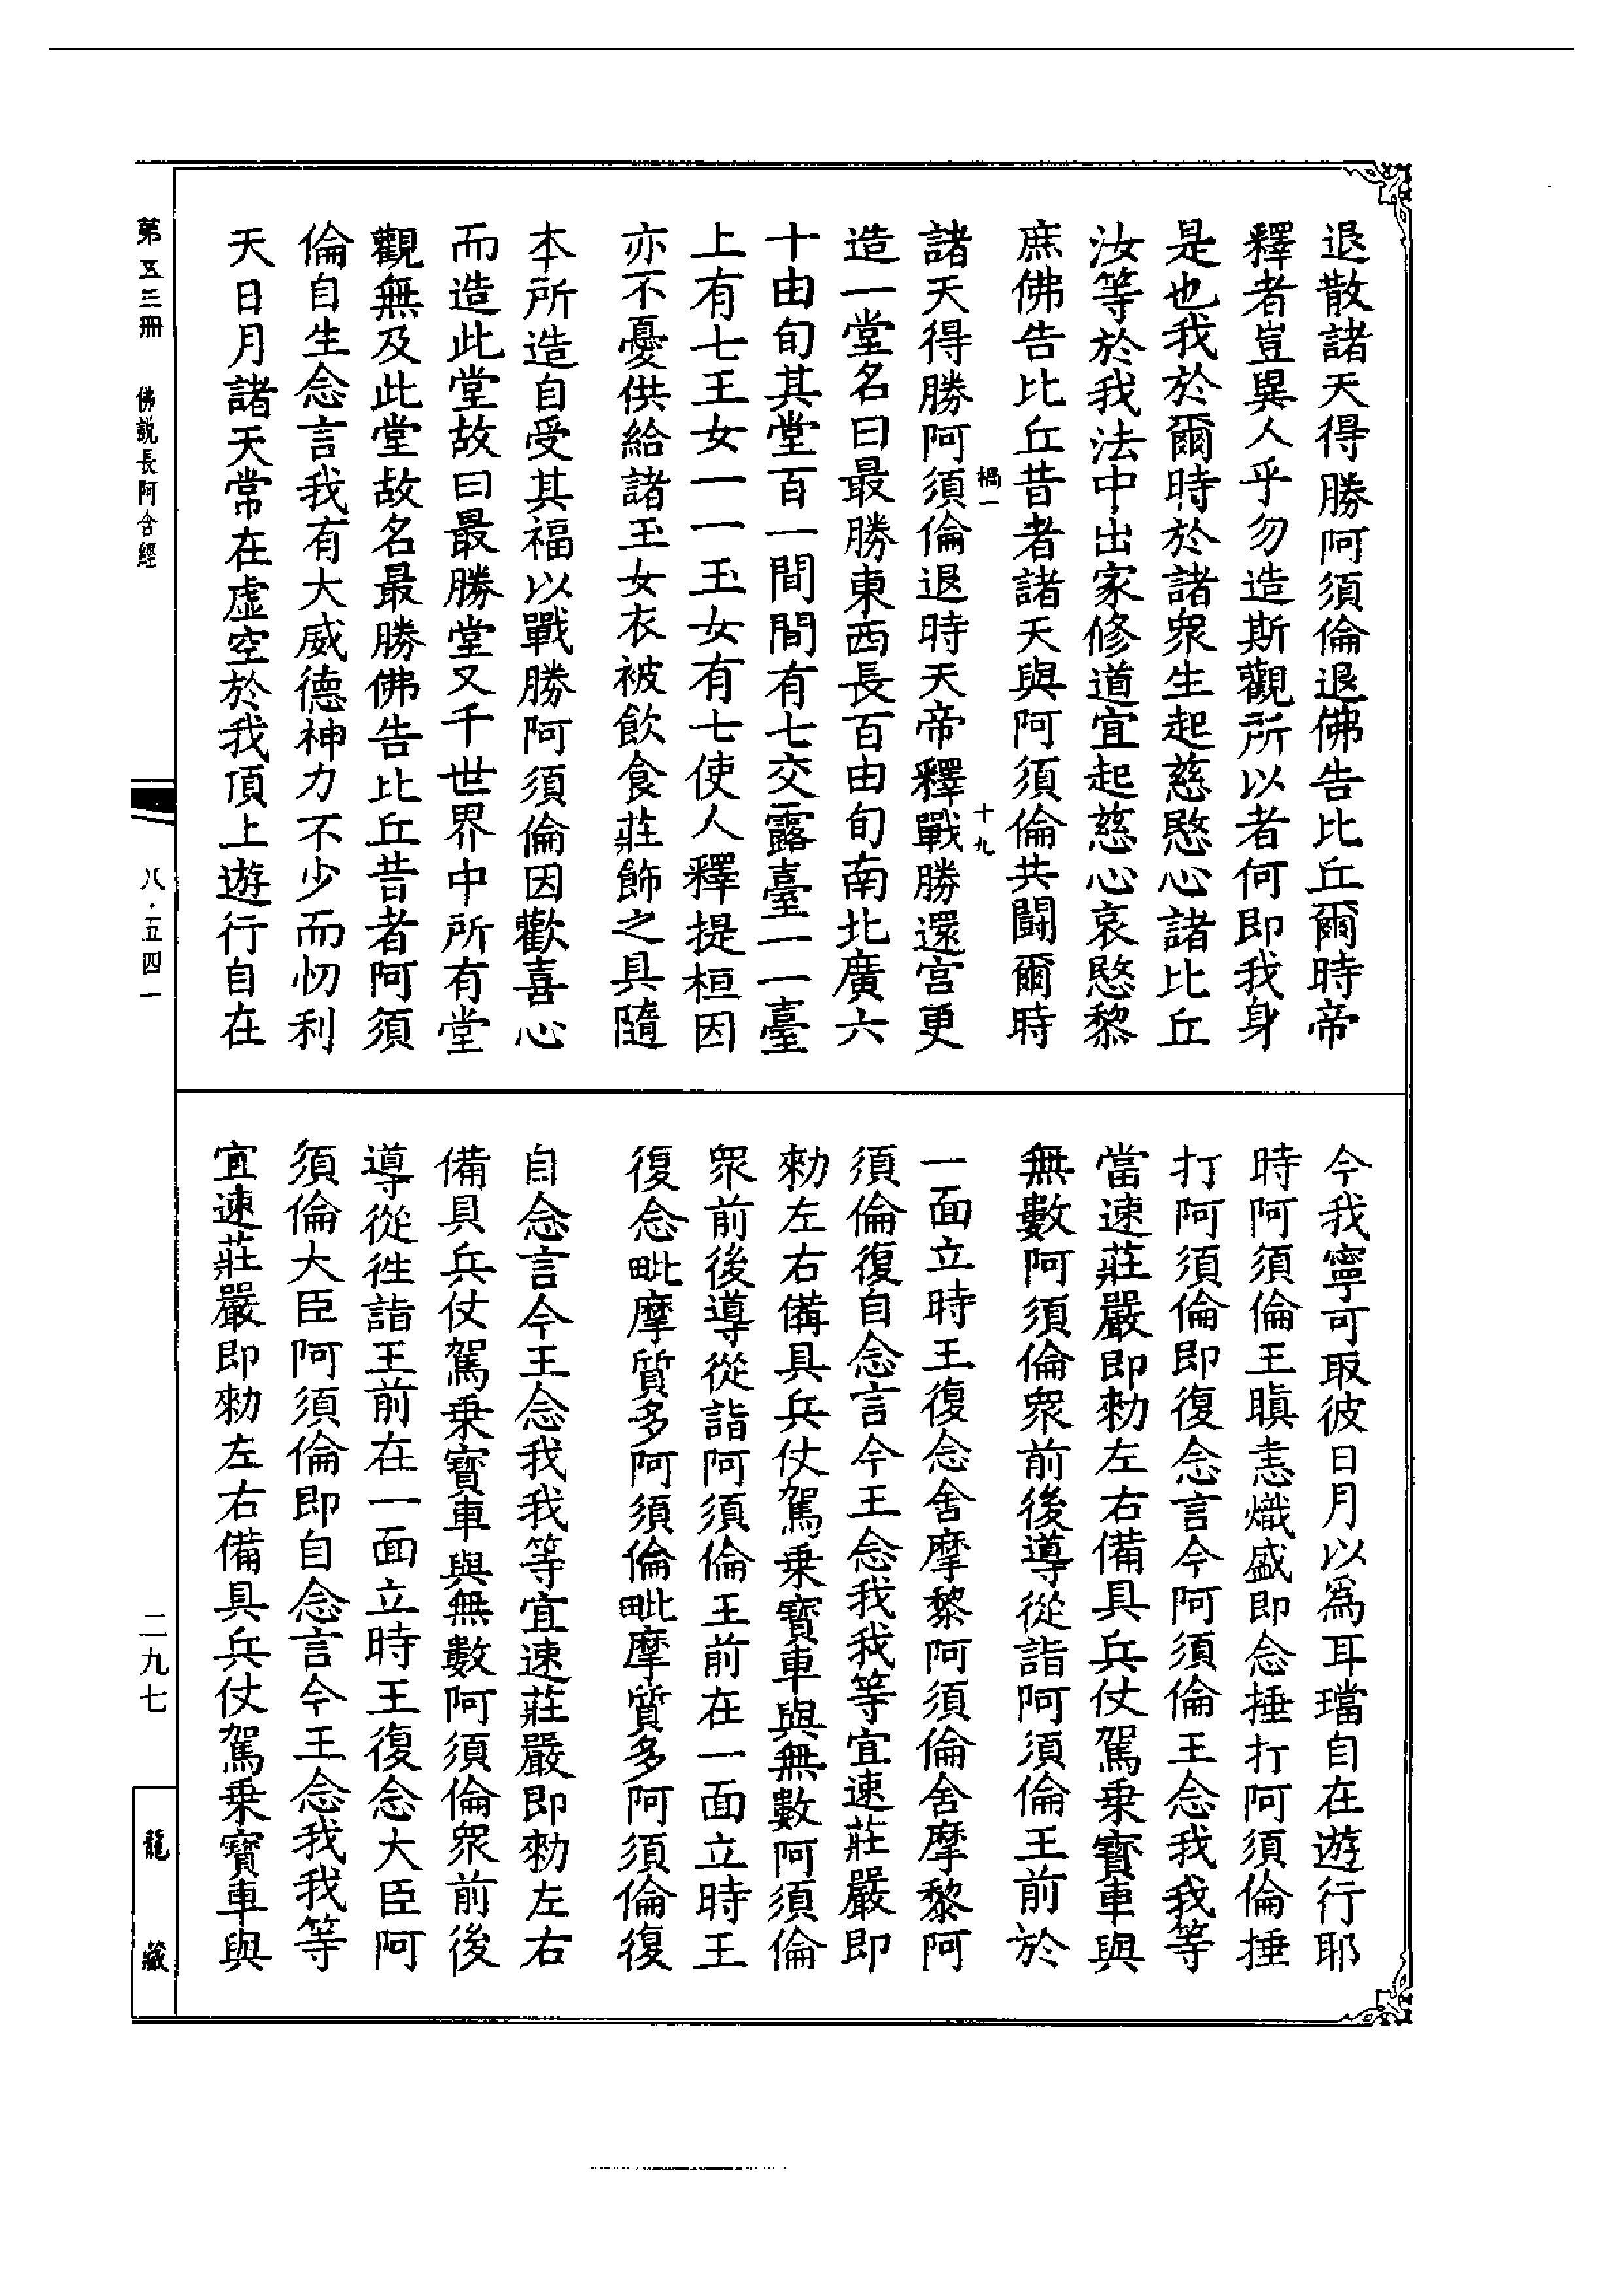 退散諸天得勝阿須倫退佛告比丘爾時帝
釋者豈異人乎勿造斯觀所以者何即我身
是也我於爾時於諸衆生起慈愍心諸比丘
汝等於我法中出家修道宜起慈心哀愍黎
庶佛告比丘昔者諸天與阿須倫共鬪爾時
諸天得勝阿須倫退時天帝釋戰勝還宮更
造一堂名曰最勝東西長百由旬南北廣六
十由旬其堂百一間間有七交露臺一一臺
上有七玉女一一玉女有七使人釋提桓因
亦不憂供給諸玉女衣被飲食莊飾之具隨
本所造自受其福以戰勝阿須倫因歡喜心
而造此堂故曰最勝堂又千世界中所有堂
觀無及此堂故名最勝佛告比丘昔者阿須
倫自生念言我有大威德神力不少而忉利
天日月諸天常在虛空於我頂上遊行自在
今我寧可取彼日月以爲耳璫自在遊行耶
時阿須倫王瞋恚熾盛即念捶打阿須倫捶
打阿須倫即復念言今阿須倫王念我我等
當速莊嚴即勑左右備具兵仗駕乗寳車與
無數阿須倫衆前後導從詣阿須倫王前於
一面立時王復念舍摩黎阿須倫舍摩黎阿
須倫復自念言今王念我我等宜速莊嚴即
勑左右備具兵仗駕乗寳車與無數阿須倫
衆前後導從詣阿須倫王前在一面立時王
復念毗摩質多阿須倫毗摩質多阿須倫復
自念言今王念我我等宜速莊嚴即勑左右
備具兵仗駕乗寳車與無數阿須倫衆前後
導從徃詣王前在一面立時王復念大臣阿
須倫大臣阿須倫即自念言今王念我我等
宜速莊嚴即勑左右備具兵仗駕乗寳車與
十九
第五三冊 佛説長阿含經
八·五四一
二九七
龍藏